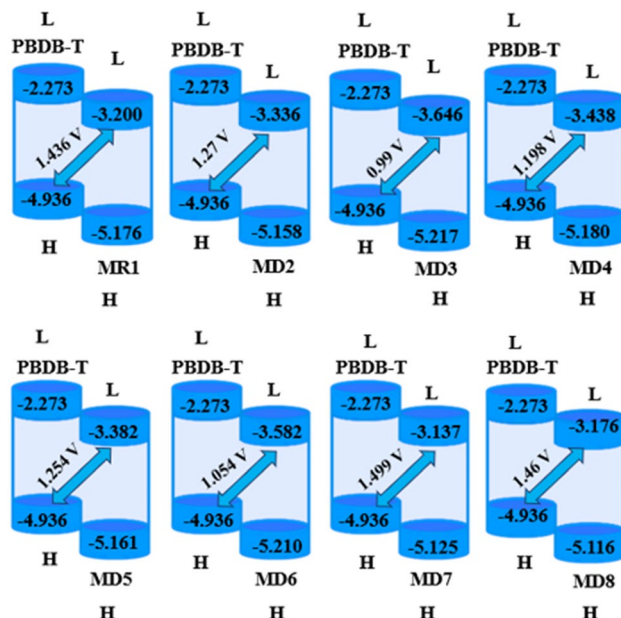 L
PBDB-T
L
-2.273
-3.200
1.436 V
-4.936
-5.176
H
MR1
H
L
PBDB-T
L
-2.273
-3.336
1.27 V
-4.936
-5.158
H
MD2
H
L
PBDB-T
L
-2.273
-3.646
0.99 V
-4.936
-5.217
H
MD3
H
L
PBDB-T
L
-2.273
-3.438
1.198 V
-4.936
-5.180
H
MD4
H
L
PBDB-T
L
-2.273
-3.382
1.254 V
-4.936
-5.161
H
MD5
H
L
PBDB-T
L
-2.273
-3.582
1.054 V
-4.936
-5.210
H
MD6
H
L
PBDB-T
L
-2.273
-3.137
1.499 V
-4.936
-5.125
H
MD7
H
L
PBDB-T
L
-2.273
-3.176
1.46 V
-4.936
-5.116
H
MD8
H